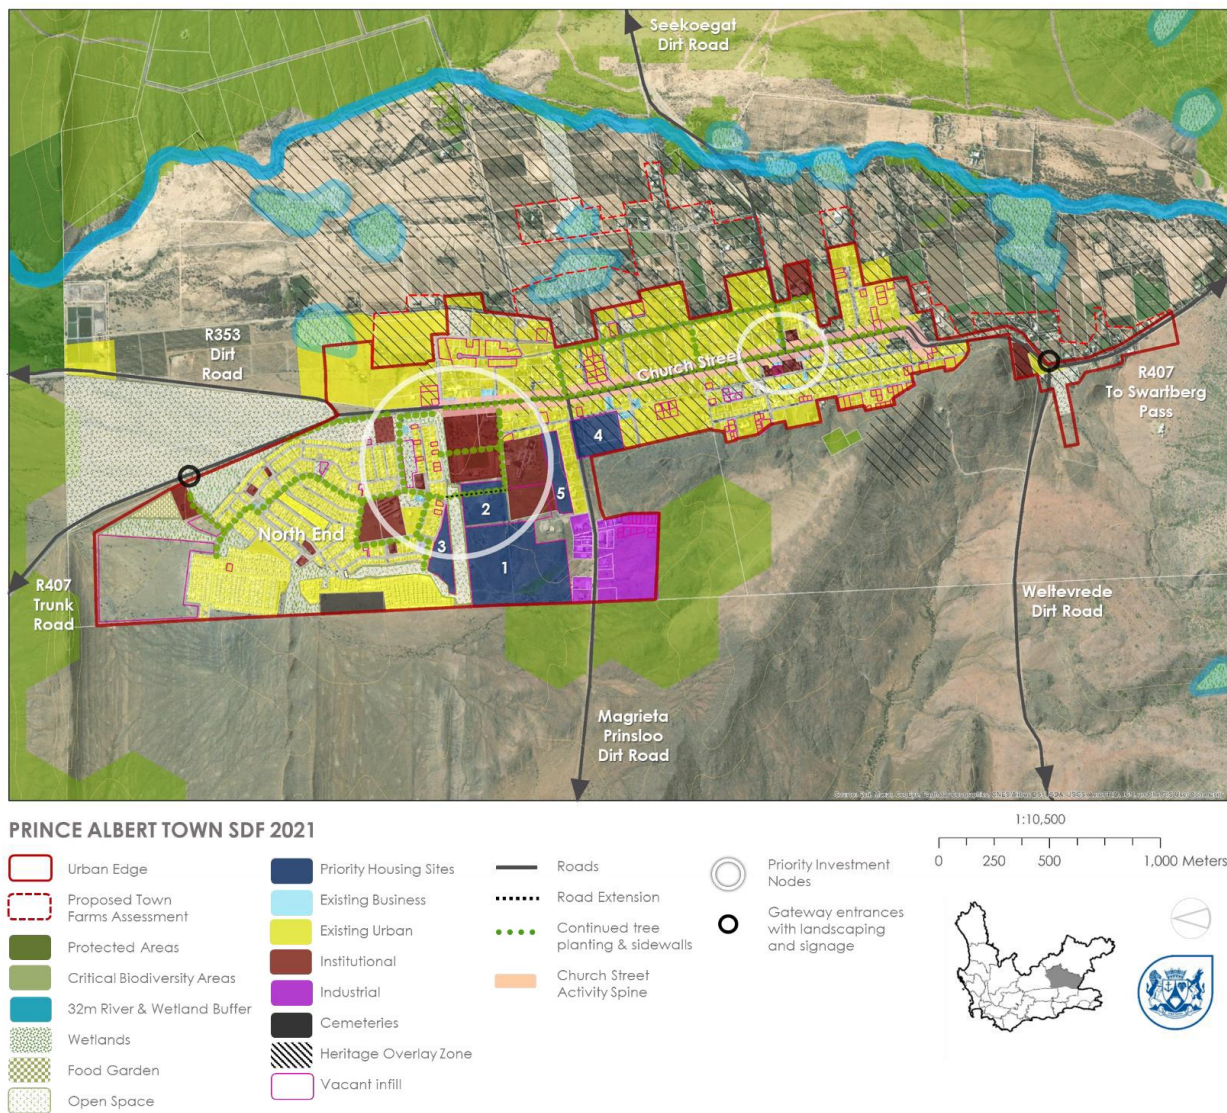 Seekoegat
Dirt Road
R353
Dirt
Road
Church Street
R407
To Swartberg
Pass
4
5
2
North End
3
1
R407
Trunk
Road
Weltevrede
Dirt Road
Magrieta
Prinsloo
Dirt Road
PRINCE ALBERT TOWN SDF 2021
Urban Edge
Proposed Town
Farms Assessment
Protected Areas
Critical Biodiversity Areas
32m River & Wetland Buffer
Wetlands
Food Garden
Open Space
Priority Housing Sites
Existing Business
Existing Urban
Institutional
Industrial
Cemeteries
Heritage Overlay Zone
Vacant infill
Roads
Road Extension
Continued tree
planting & sidewalls
Church Street
Activity Spine
Priority Investment
Nodes
Gateway entrances
with landscaping
and signage
1:10,500
0 250 500 1,000 Meters